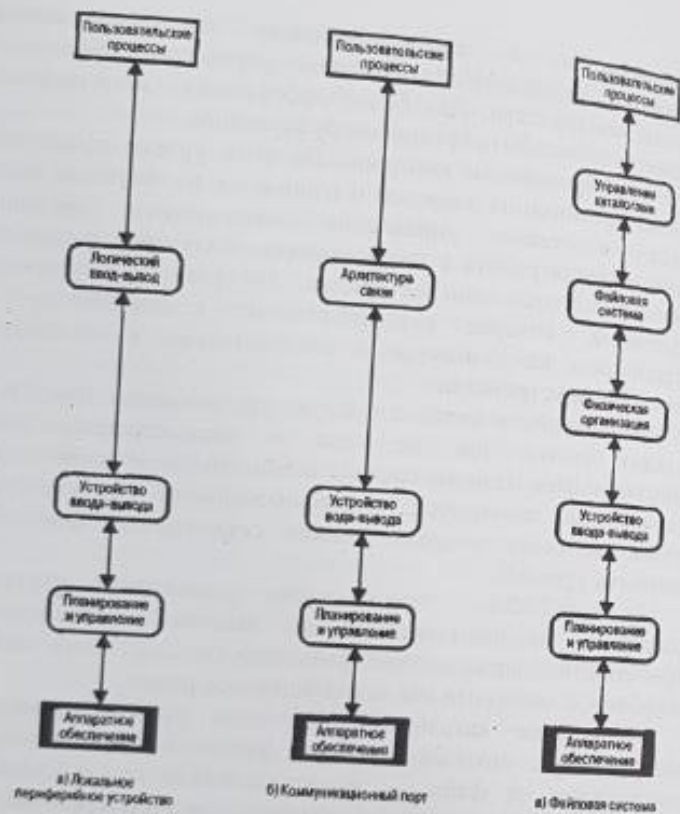 Пользовательские
процессы
Логический
ввод-вывод
Устройство
ввода-вывода
Планирование
и управление
Аппаратное
обеспечение
а) Локальное
периферийное устройство
Пользовательские
процессы
Архитектура
связи
Устройство
вода-вывода
Планирование
и управление
Аппаратное
обеспечение
б) Коммуникационный порт
Пользовательские
процессы
Управление
каталогами
Файловая
система
Физическая
организация
Устройство
ввода-вывода
Планирование
и управление
Аппаратное
обеспечение
в) Файловая система